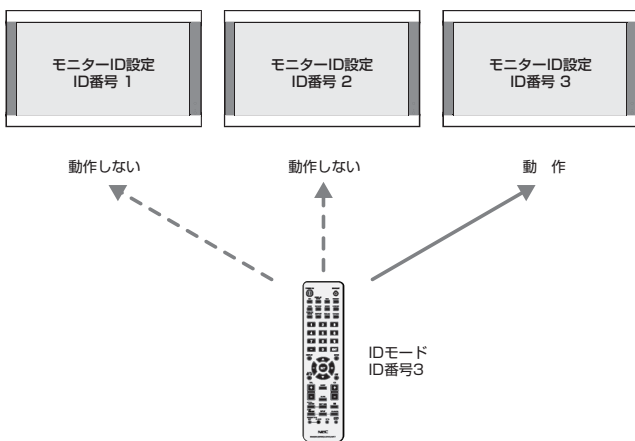 モニターID設定
ID番号 1
モニターID設定
ID番号 2
モニターID設定
ID番号 3
動作しない
動作しない
動 作
IDモード
ID番号3
NEC